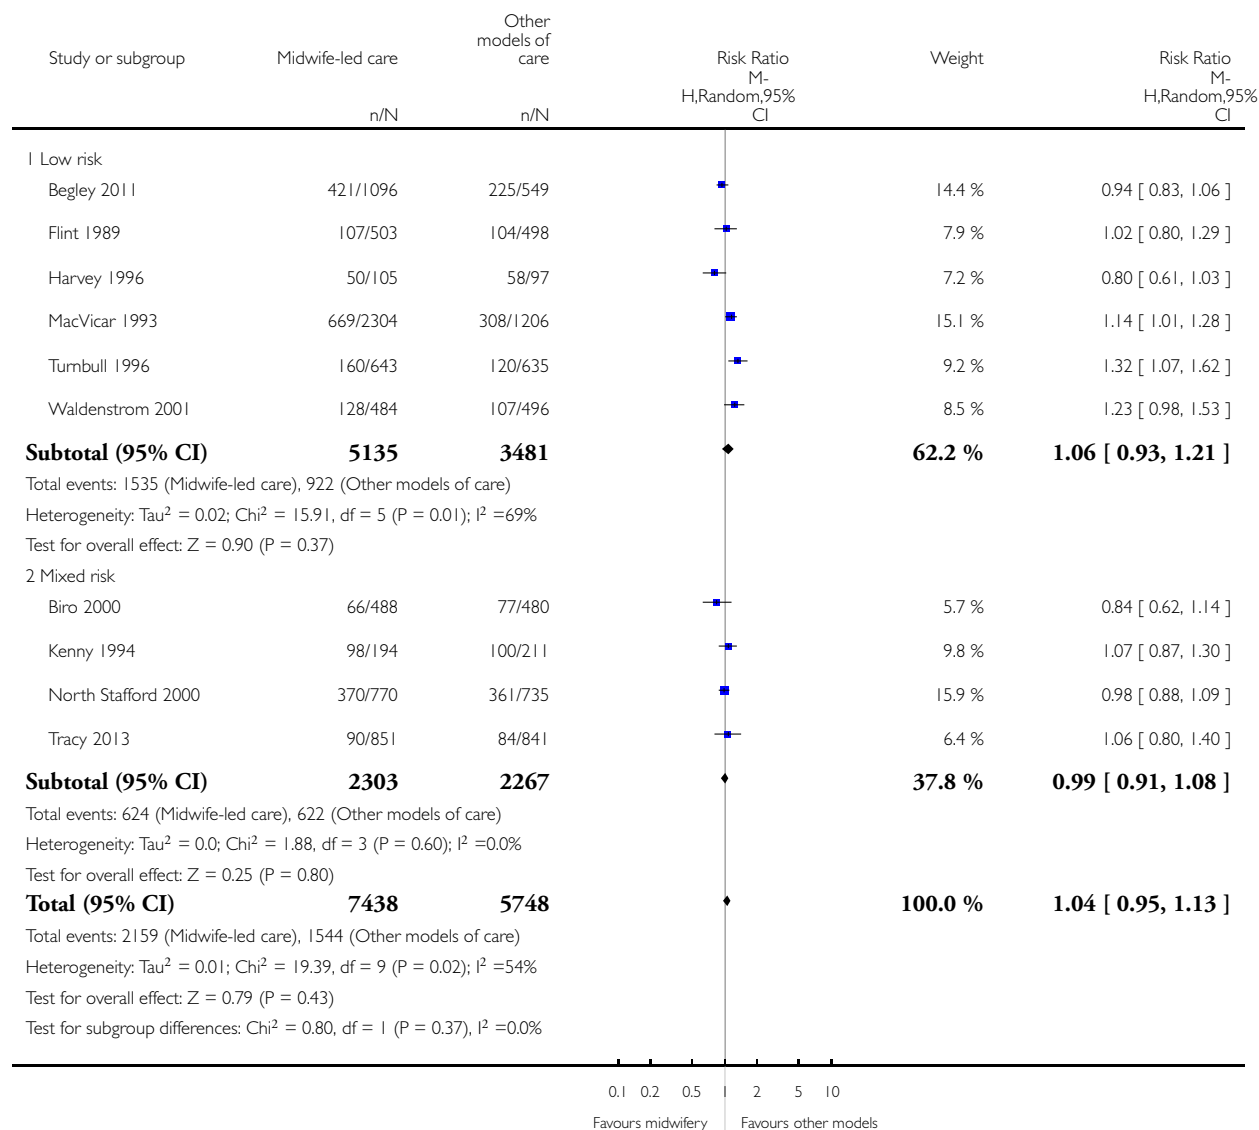 Study or subgroup Midwife-led care Other models of care Risk Ratio Weight Risk Ratio
n/N n/N M-H,Random,95% CI M-H,Random,95% CI
1 Low risk
Begley 2011 421/1096 225/549 14.4 % 0.94 [ 0.83, 1.06 ]
Flint 1989 107/503 104/498 7.9 % 1.02 [ 0.80, 1.29 ]
Harvey 1996 50/105 58/97 7.2 % 0.80 [ 0.61, 1.03 ]
MacVicar 1993 669/2304 308/1206 15.1 % 1.14 [ 1.01, 1.28 ]
Turnbull 1996 160/643 120/635 9.2 % 1.32 [ 1.07, 1.62 ]
Waldenstrom 2001 128/484 107/496 8.5 % 1.23 [ 0.98, 1.53 ]
Subtotal (95% CI) 5135 3481 62.2 % 1.06 [ 0.93, 1.21 ]
Total events: 1535 (Midwife-led care), 922 (Other models of care)
Heterogeneity: Tau² = 0.02; Chi² = 15.91, df = 5 (P = 0.01); I² =69%
Test for overall effect: Z = 0.90 (P = 0.37)
2 Mixed risk
Biro 2000 66/488 77/480 5.7 % 0.84 [ 0.62, 1.14 ]
Kenny 1994 98/194 100/211 9.8 % 1.07 [ 0.87, 1.30 ]
North Stafford 2000 370/770 361/735 15.9 % 0.98 [ 0.88, 1.09 ]
Tracy 2013 90/851 84/841 6.4 % 1.06 [ 0.80, 1.40 ]
Subtotal (95% CI) 2303 2267 37.8 % 0.99 [ 0.91, 1.08 ]
Total events: 624 (Midwife-led care), 622 (Other models of care)
Heterogeneity: Tau² = 0.0; Chi² = 1.88, df = 3 (P = 0.60); I² =0.0%
Test for overall effect: Z = 0.25 (P = 0.80)
Total (95% CI) 7438 5748 100.0 % 1.04 [ 0.95, 1.13 ]
Total events: 2159 (Midwife-led care), 1544 (Other models of care)
Heterogeneity: Tau² = 0.01; Chi² = 19.39, df = 9 (P = 0.02); I² =54%
Test for overall effect: Z = 0.79 (P = 0.43)
Test for subgroup differences: Chi² = 0.80, df = 1 (P = 0.37), I² =0.0%
0.1 0.2 0.5 1 2 5 10
Favours midwifery Favours other models